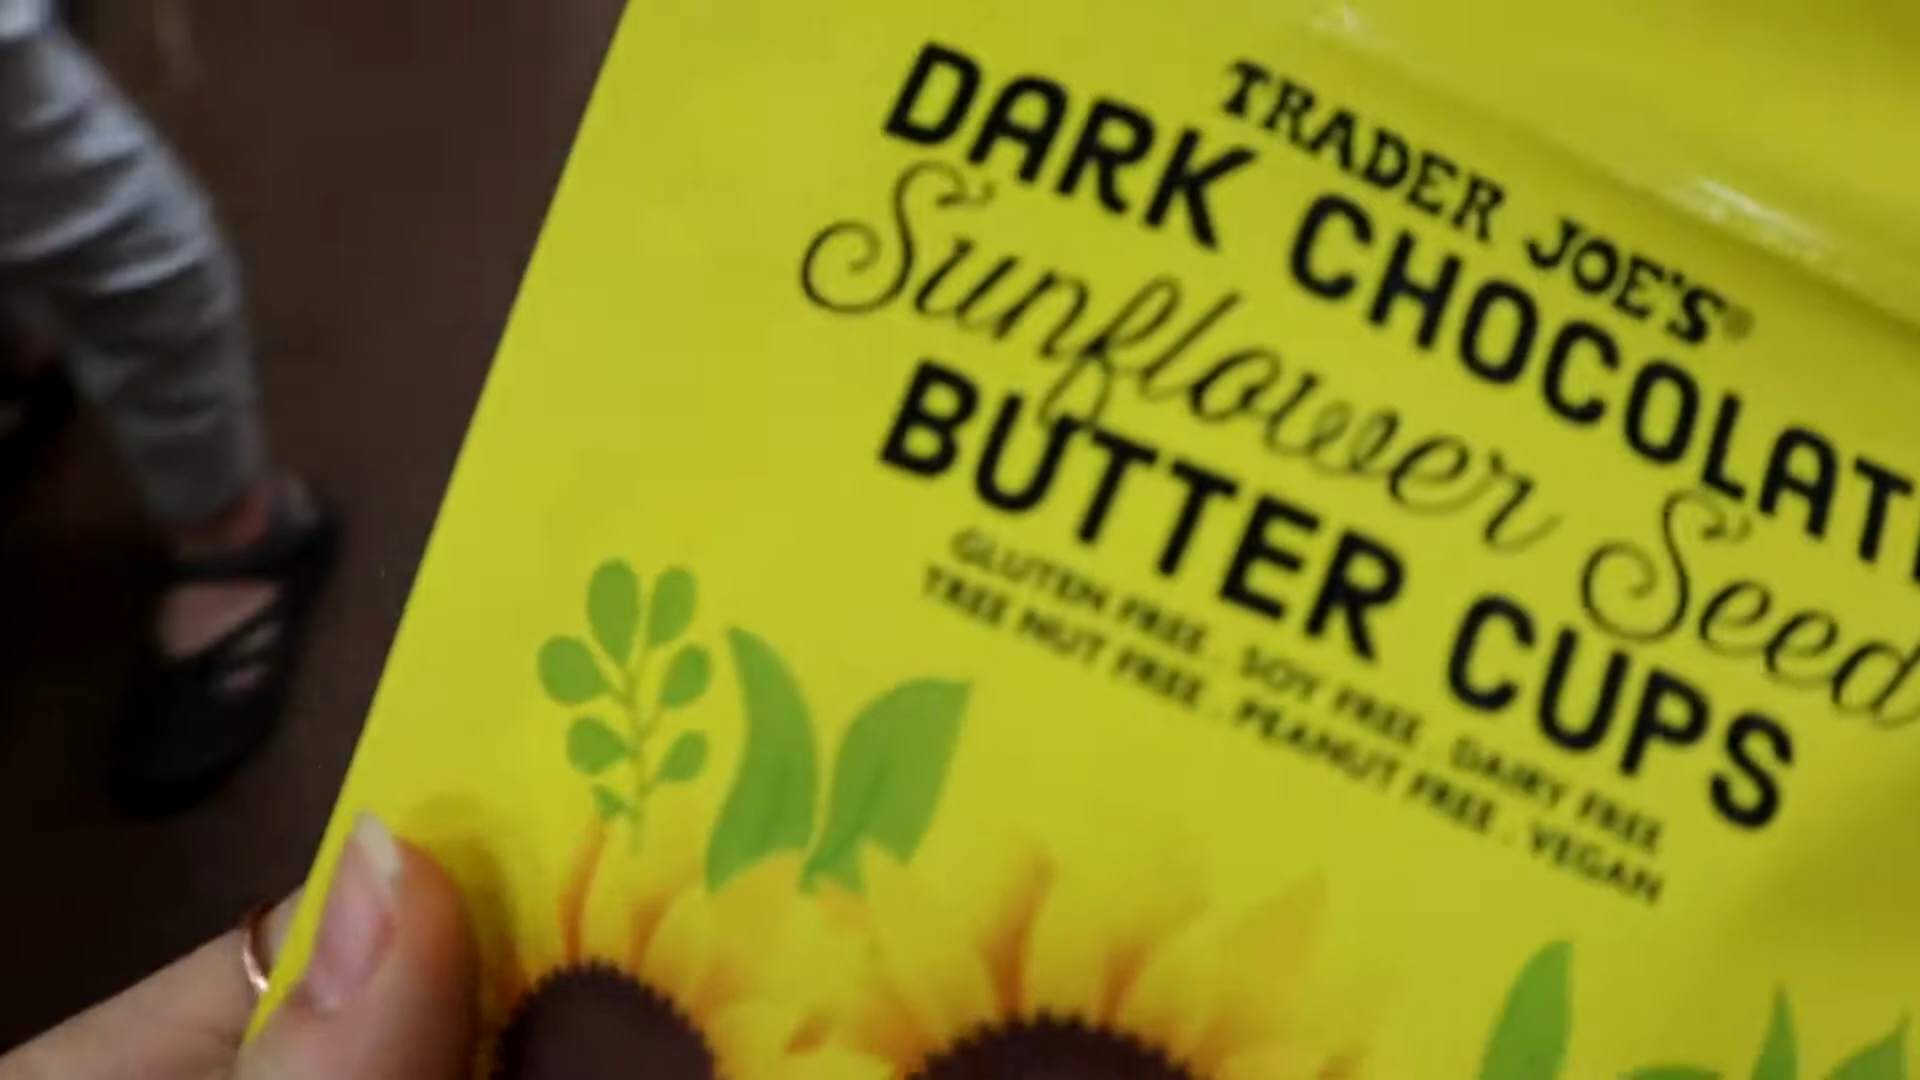 TRADER JOE'S®
DARK CHOCOLATE
Sunflower Seed
BUTTER CUPS
GLUTEN FREE . SOY FREE . DAIRY FREE
TREE NUT FREE . PEANUT FREE . VEGAN